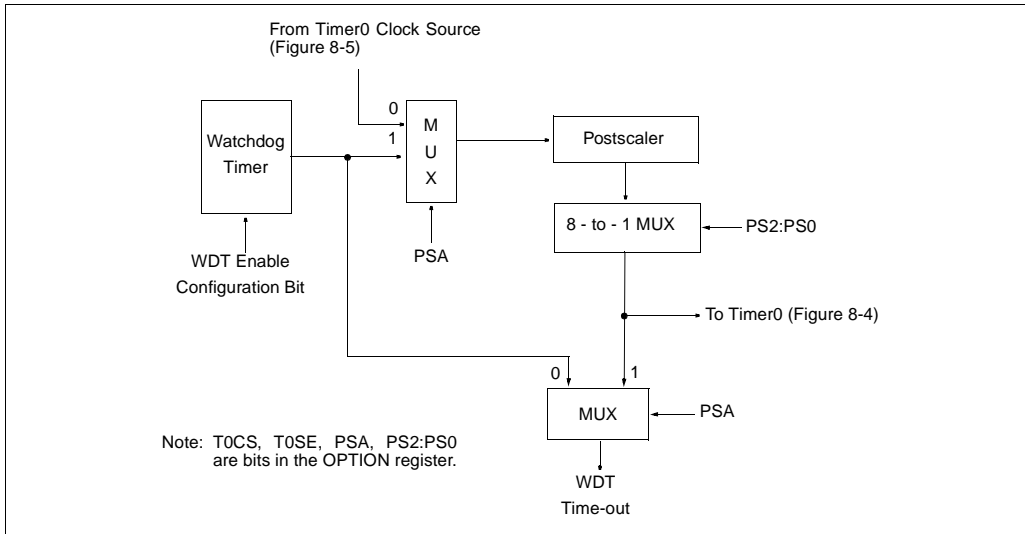 From Timer0 Clock Source
(Figure 8-5)
0
1
Watchdog
Timer
M
U
X
Postscaler
8 - to - 1 MUX
PS2:PS0
PSA
WDT Enable
Configuration Bit
To Timer0 (Figure 8-4)
0
1
MUX
PSA
Note: T0CS, T0SE, PSA, PS2:PS0
are bits in the OPTION register.
WDT
Time-out